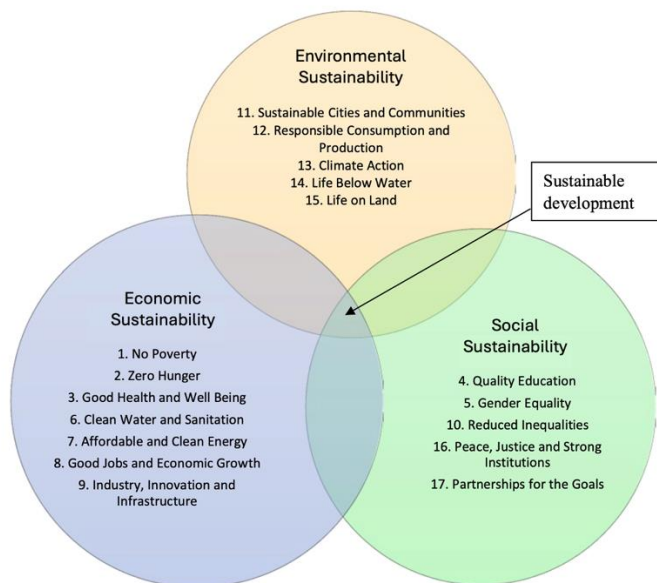 Environmental
Sustainability
11. Sustainable Cities and Communities
12. Responsible Consumption and
Production
13. Climate Action
14. Life Below Water
15. Life on Land
Sustainable
development
Economic
Sustainability
1. No Poverty
2. Zero Hunger
3. Good Health and Well Being
6. Clean Water and Sanitation
7. Affordable and Clean Energy
8. Good Jobs and Economic Growth
9. Industry, Innovation and
Infrastructure
Social
Sustainability
4. Quality Education
5. Gender Equality
10. Reduced Inequalities
16. Peace, Justice and Strong
Institutions
17. Partnerships for the Goals